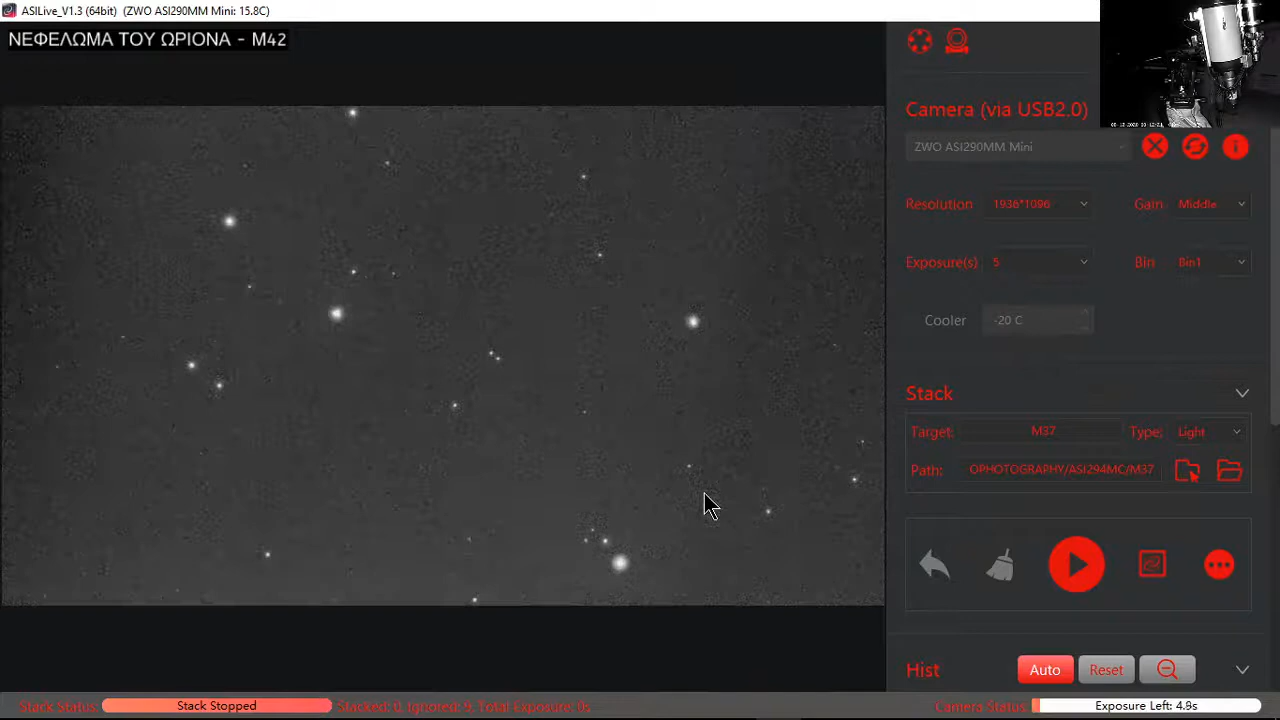 ASILive_V1.3 (64bit) (ZWO ASI290MM Mini: 15.8C)
ΝΕΦΕΛΩΜΑ ΤΟΥ ΩΡΙΟΝΑ - M42
Camera (via USB2.0)
ZWO ASI290MM Mini
Resolution 1936*1096 Gain Middle
Exposure(s) 5 Bin Bin1
Cooler -20 C
Stack
Target: M37 Type: Light
Path: OPHOTOGRAPHY/ASI294MC/M37
Hist Auto Reset
Stack Status: Stack Stopped Stacked: 0, Ignored: 9, Total Exposure: 0s Camera Status: Exposure Left: 4.8s